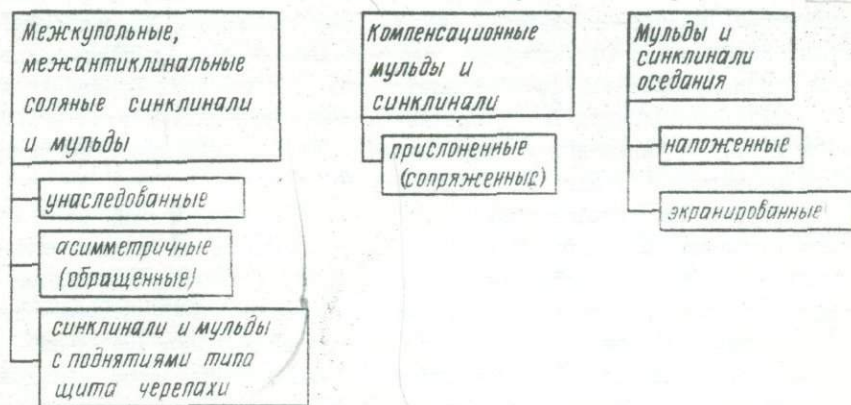 Межкупольные,
межантиклинальные
соляные синклинали
и мульды
унаследованные
асимметричные
(обращенные)
синклинали и мульды
с поднятиями типа
щита черепахи
Компенсационные
мульды и
синклинали
прислоненные
(сопряженные)
Мульды и
синклинали
оседания
наложенные
экранированные